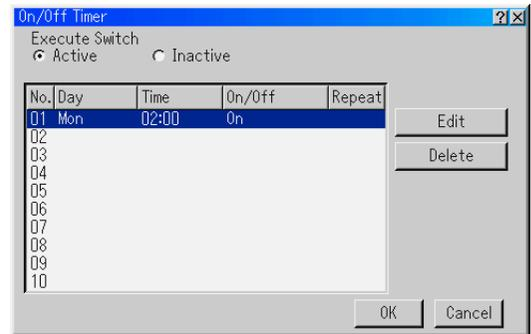 On/Off Timer ? ×
Execute Switch
Active Inactive
No. Day Time On/Off Repeat
01 Mon 02:00 On
02
03
04
05
06
07
08
09
10
Edit
Delete
OK Cancel